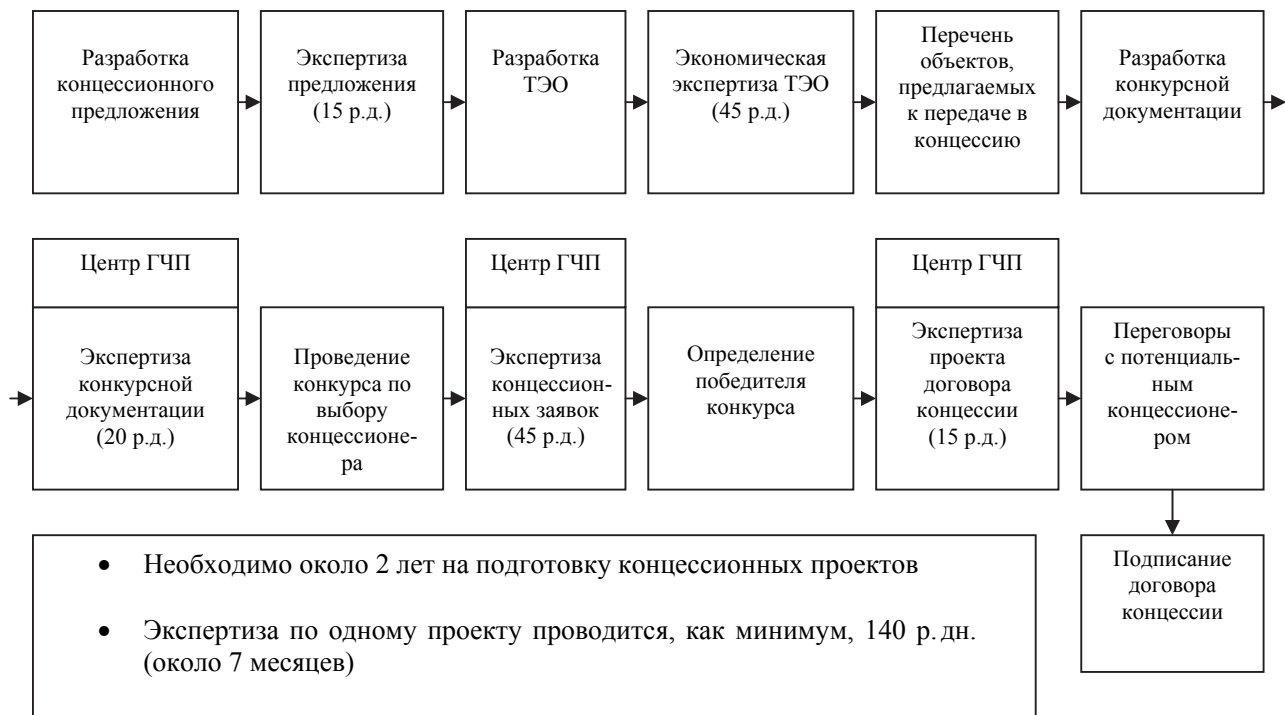 Разработка
концессионного
предложения
Экспертиза
предложения
(15 р.д.)
Разработка
ТЭО
Экономическая
экспертиза ТЭО
(45 р.д.)
Перечень
объектов,
предлагаемых
к передаче в
концессию
Разработка
конкурсной
документации
Центр ГЧП
Экспертиза
конкурсной
документации
(20 р.д.)
Проведение
конкурса по
выбору
концессионе-
ра
Центр ГЧП
Экспертиза
концессион-
ных заявок
(45 р.д.)
Определение
победителя
конкурса
Центр ГЧП
Экспертиза
проекта
договора
концессии
(15 р.д.)
Переговоры
с потенциаль-
ным
концессионе-
ром
Подписание
договора
концессии
• Необходимо около 2 лет на подготовку концессионных проектов
• Экспертиза по одному проекту проводится, как минимум, 140 р. дн.
(около 7 месяцев)